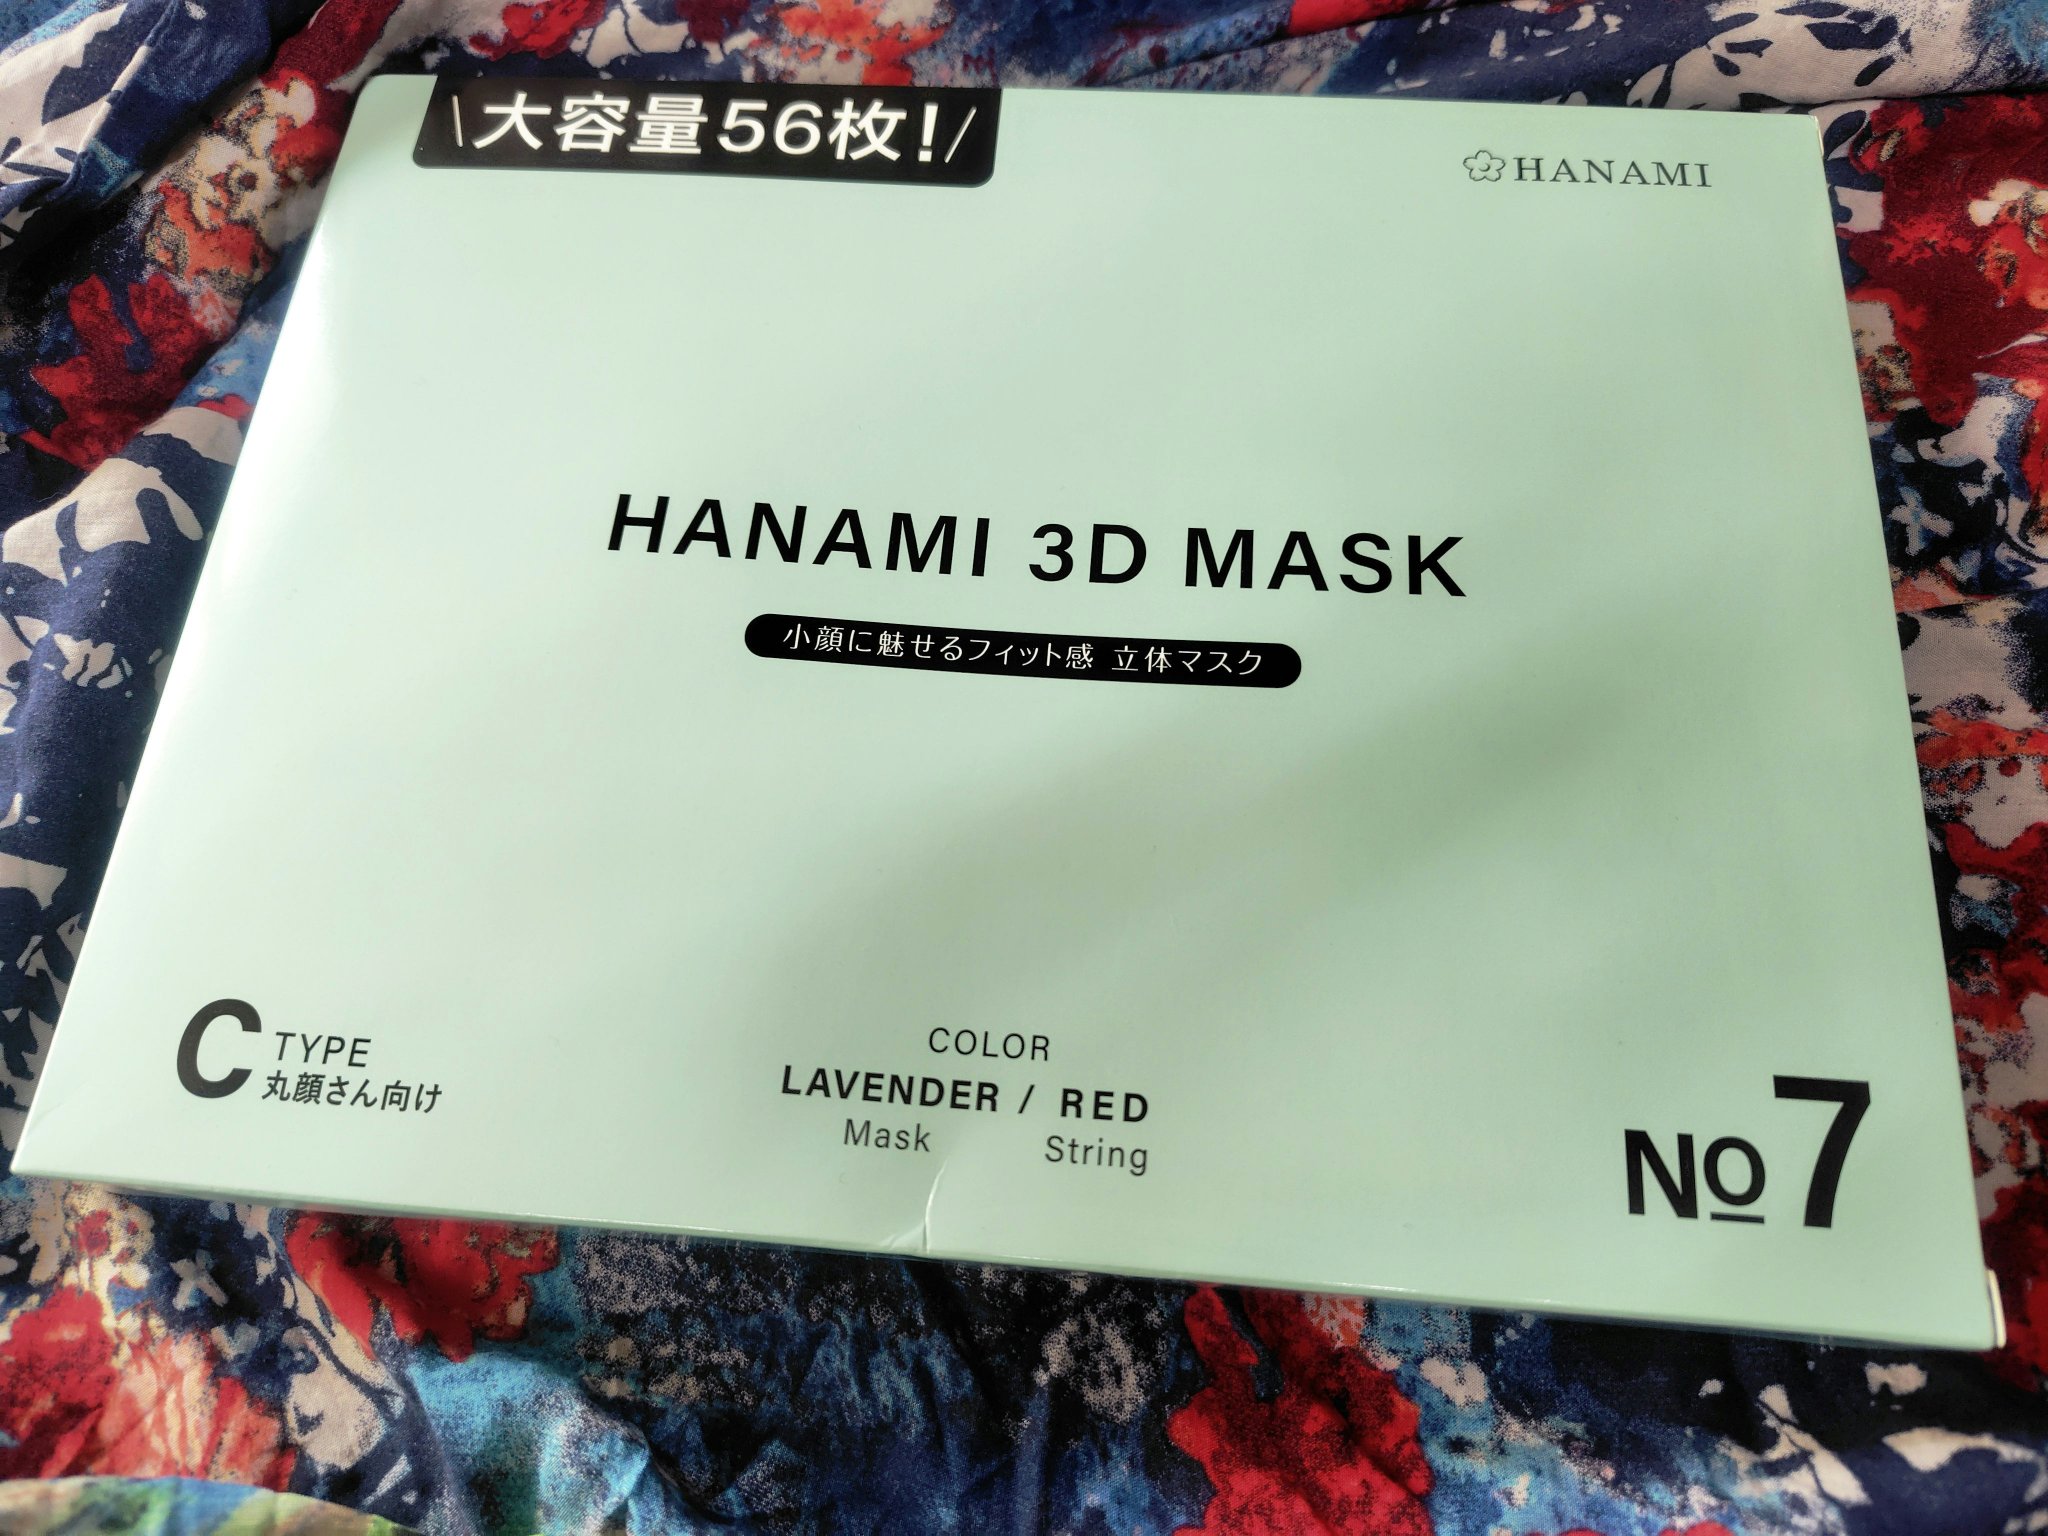 \大容量56枚!/
HANAMI
HANAMI 3D MASK
小顔に魅せるフィット感 立体マスク
C TYPE
丸顔さん向け
COLOR
LAVENDER / RED
Mask String
No 7